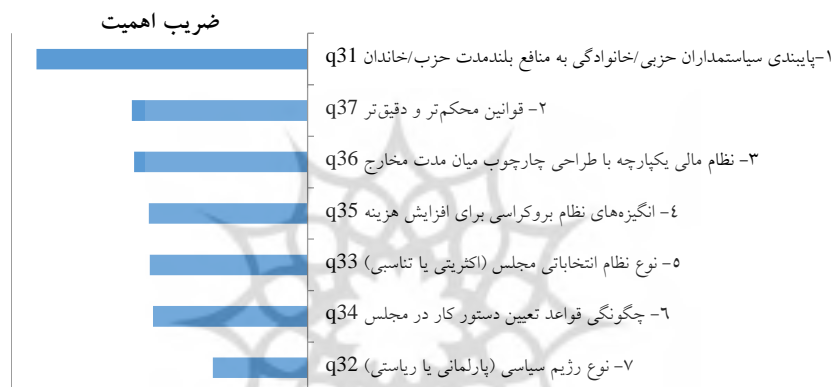 ضریب اهمیت
۱-پایبندی سیاستمداران حزبی/خانوادگی به منافع بلندمدت حزب/خاندان q31
۲- قوانین محکم‌تر و دقیق‌تر q37
۳- نظام مالی یکپارچه با طراحی چارچوب میان مدت مخارج q36
٤- انگیزه‌های نظام بروکراسی برای افزایش هزینه q35
۵- نوع نظام انتخاباتی مجلس (اکثریتی یا تناسبی) q33
٦- چگونگی قواعد تعیین دستور کار در مجلس q34
۷- نوع رژیم سیاسی (پارلمانی یا ریاستی) q32